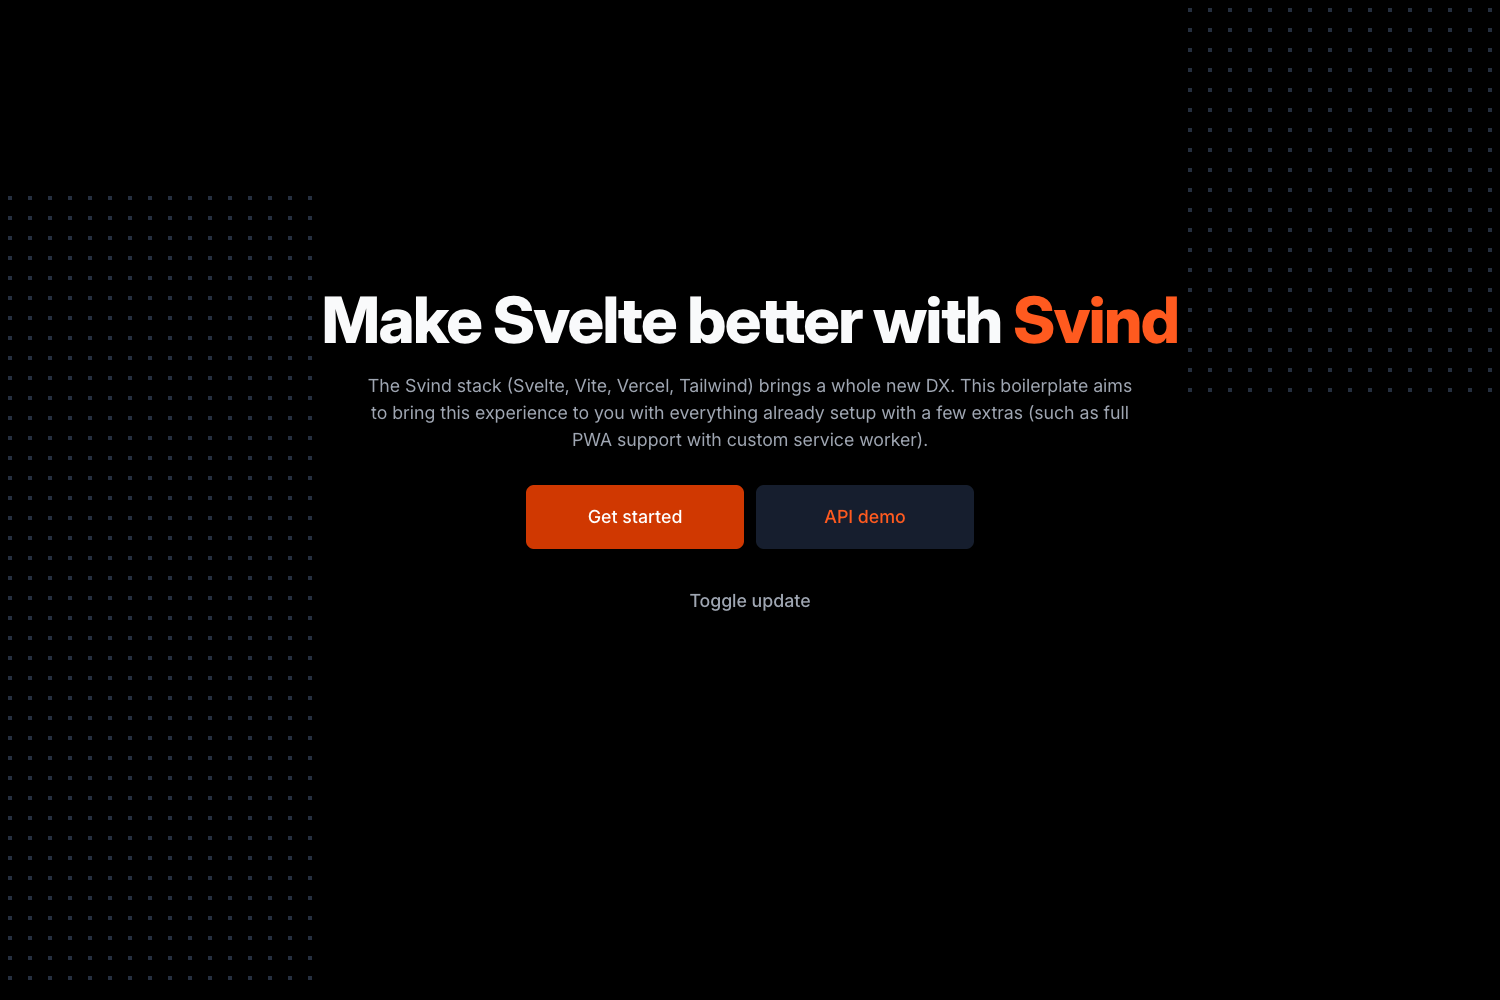 Make Svelte better with Svind
The Svind stack (Svelte, Vite, Vercel, Tailwind) brings a whole new DX. This boilerplate aims
to bring this experience to you with everything already setup with a few extras (such as full
PWA support with custom service worker).
Get started
API demo
Toggle update